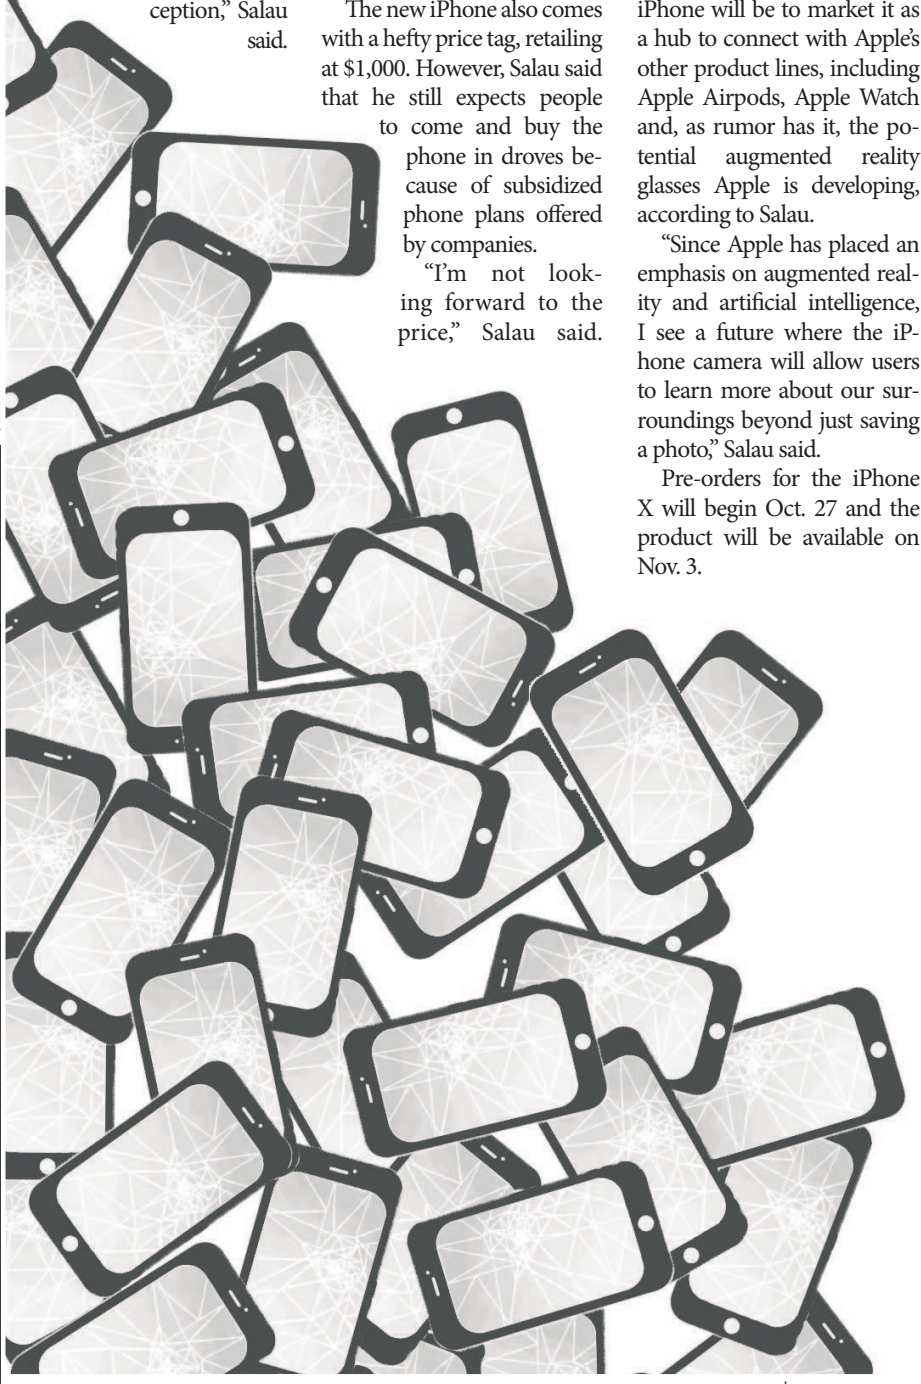 ception,” Salau
said.
The new iPhone also comes
with a hefty price tag, retailing
at $1,000. However, Salau said
that he still expects people
to come and buy the
phone in droves be-
cause of subsidized
phone plans offered
by companies.
“I’m not look-
ing forward to the
price,” Salau said.
iPhone will be to market it as
a hub to connect with Apple’s
other product lines, including
Apple Airpods, Apple Watch
and, as rumor has it, the po-
tential augmented reality
glasses Apple is developing,
according to Salau.
“Since Apple has placed an
emphasis on augmented real-
ity and artificial intelligence,
I see a future where the iP-
hone camera will allow users
to learn more about our sur-
roundings beyond just saving
a photo,” Salau said.
Pre-orders for the iPhone
X will begin Oct. 27 and the
product will be available on
Nov. 3.